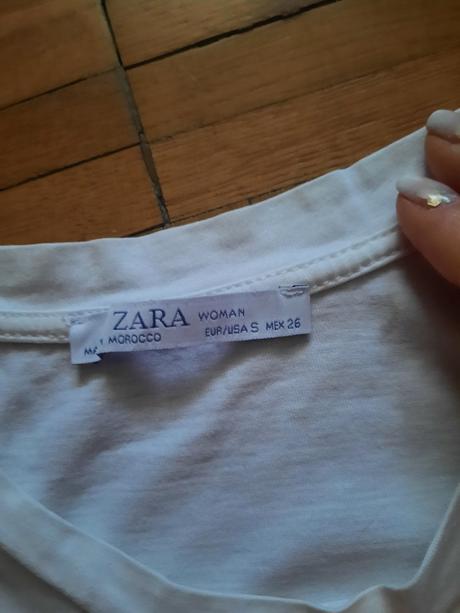 ZARA WOMAN
MOROCCO EUR/USA S MEX 26